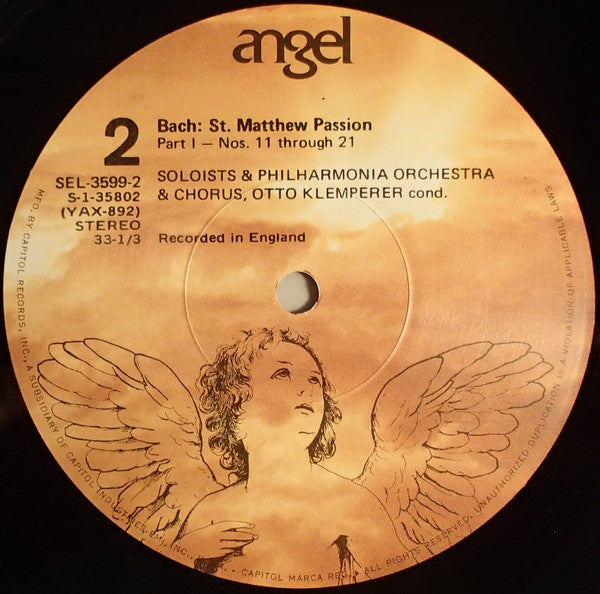 angel
2
Bach: St. Matthew Passion
Part I — Nos. 11 through 21
SEL-3599-2
S-1-35802
(YAX-892)
STEREO
33-1/3
SOLOISTS & PHILHARMONIA ORCHESTRA
& CHORUS, OTTO KLEMPERER cond.
Recorded in England
MFD. BY CAPITOL RECORDS, INC., A SUBSIDIARY OF CAPITOL INDUSTRIES-EMI, INC., • CAPITOL MARCA REG. • ALL RIGHTS RESERVED. UNAUTHORIZED DUPLICATION IS A VIOLATION OF APPLICABLE LAWS